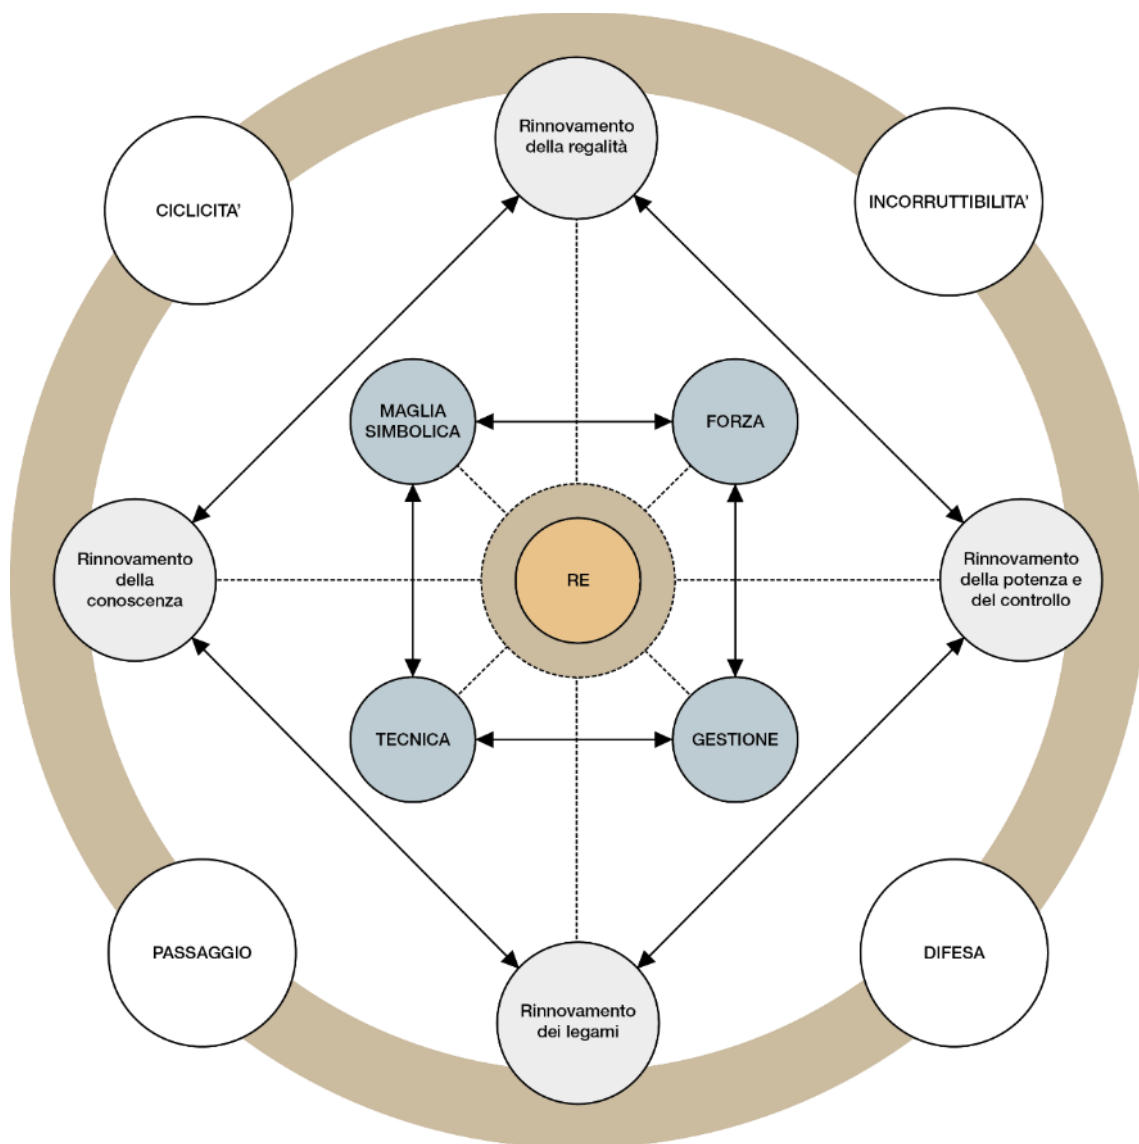 Rinnovamento
della regalità
CICLICITA'
INCORRUTTIBILITA'
MAGLIA
SIMBOLICA
FORZA
Rinnovamento
della
conoscenza
RE
Rinnovamento
della potenza e
del controllo
TECNICA
GESTIONE
PASSAGGIO
DIFESA
Rinnovamento
dei legami